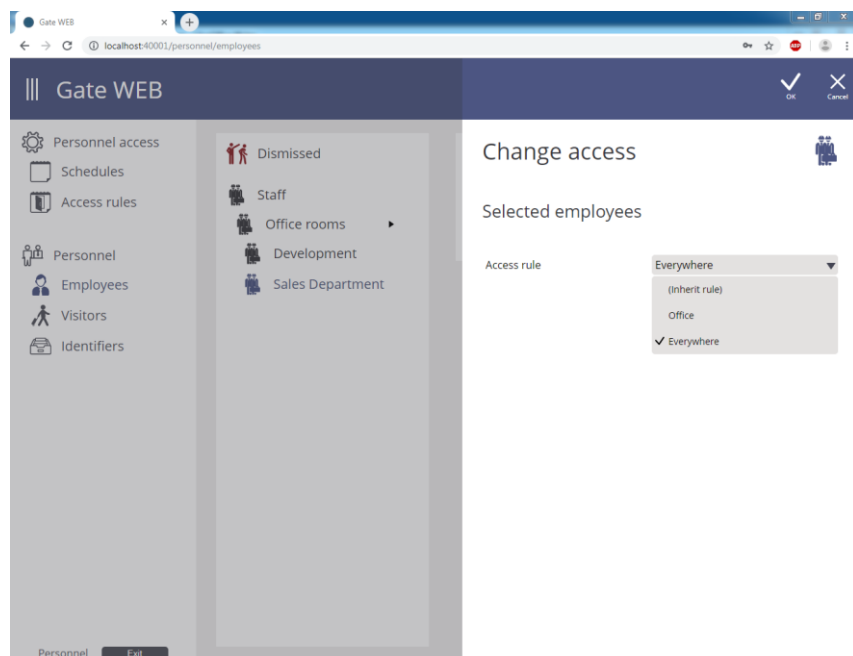 Gate WEB
localhost:40001/personnel/employees
Gate WEB
OK
Cancel
Personnel access
Schedules
Access rules
Personnel
Employees
Visitors
Identifiers
Personnel
Exit
Dismissed
Staff
Office rooms
Development
Sales Department
Change access
Selected employees
Access rule
Everywhere
(Inherit rule)
Office
Everywhere